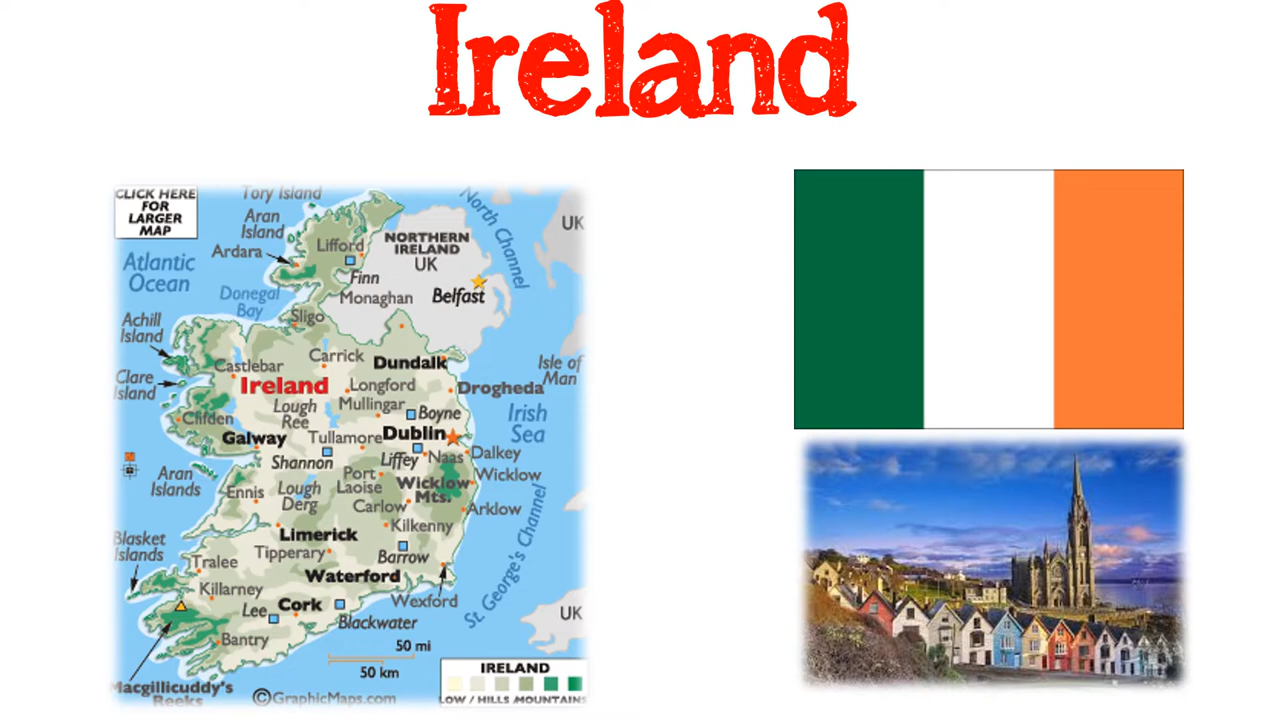 Ireland
CLICK HERE
FOR
LARGER
MAP
Tory Island
Aran
Island
Ardara
Lifford
Finn
NORTHERN
IRELAND
UK
North Channel
UK
Atlantic
Ocean
Donegal
Bay
Monaghan
Belfast
Sligo
Achill
Island
Carrick
Dundalk
Isle of
Man
Castlebar
Clare
Island
Ireland
Longford
Drogheda
Lough
Ree
Mullingar
Boyne
Irish
Sea
Clifden
Galway
Tullamore
Dublin
Shannon
Liffey
Naas
Dalkey
Aran
Islands
Ennis
Lough
Derg
Port
Laoise
Wicklow
Mts.
Wicklow
Carlow
Arklow
Kilkenny
Limerick
Blasket
Islands
Tipperary
Barrow
Tralee
Waterford
St. George's Channel
Killarney
Lee
Cork
Wexford
Blackwater
UK
Bantry
50 mi
50 km
Macgillicuddy's
Reeks
©GraphicMaps.com
IRELAND
LOW / HILLS /MOUNTAINS